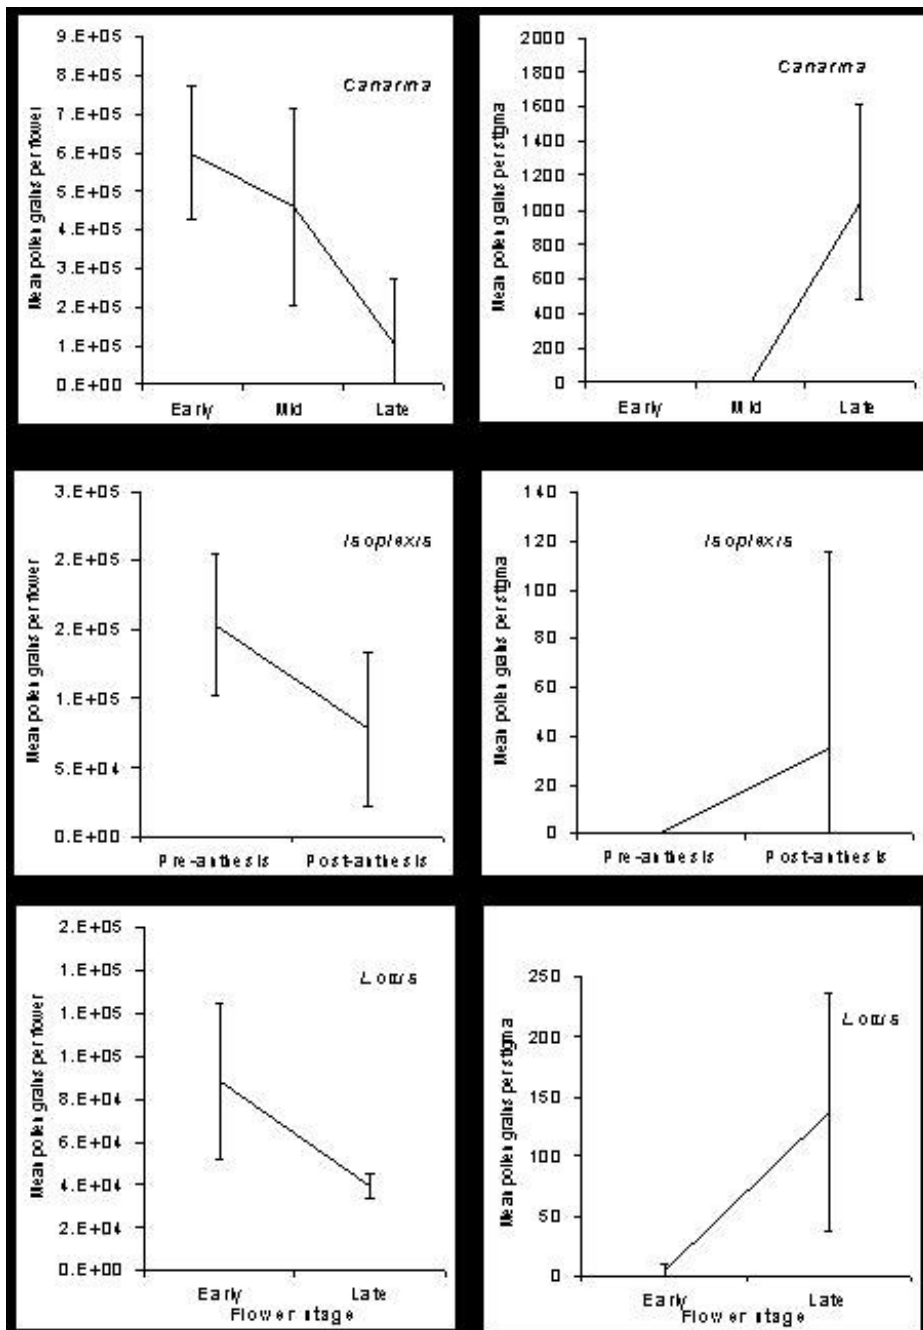 9.E+05
8.E+05
7.E+05
6.E+05
5.E+05
4.E+05
3.E+05
2.E+05
1.E+05
0.E+00
Mean pollen grains per flower
Canarina
Early Mid Late
2000
1800
1600
1400
1200
1000
800
600
400
200
0
Mean pollen grains per stigma
Canarina
Early Mid Late
3.E+05
2.E+05
2.E+05
1.E+05
5.E+04
0.E+00
Mean pollen grains per flower
Isoplexis
Pre-anthesis Post-anthesis
140
120
100
80
60
40
20
0
Mean pollen grains per stigma
Isoplexis
Pre-anthesis Post-anthesis
2.E+05
1.E+05
1.E+05
1.E+05
8.E+04
6.E+04
4.E+04
2.E+04
0.E+00
Mean pollen grains per flower
Lotus
Early Late
Flower stage
250
200
150
100
50
0
Mean pollen grains per stigma
Lotus
Early Late
Flower stage